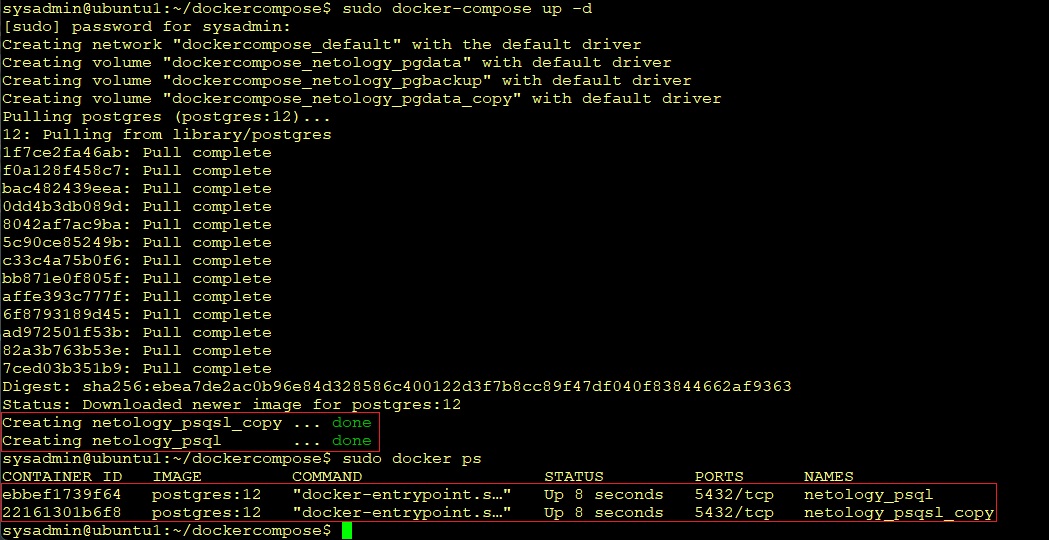 sysadmin@ubuntu1:~/dockercompose$ sudo docker-compose up -d
[sudo] password for sysadmin:
Creating network "dockercompose_default" with the default driver
Creating volume "dockercompose_netology_pgdata" with default driver
Creating volume "dockercompose_netology_pgbackup" with default driver
Creating volume "dockercompose_netology_pgdata_copy" with default driver
Pulling postgres (postgres:12)...
12: Pulling from library/postgres
1f7ce2fa46ab: Pull complete
f0a128f458c7: Pull complete
bac482439eea: Pull complete
0dd4b3db089d: Pull complete
8042af7ac9ba: Pull complete
5c90ce85249b: Pull complete
c33c4a75b0f6: Pull complete
bb871e0f805f: Pull complete
affe393c777f: Pull complete
6f8793189d45: Pull complete
ad972501f53b: Pull complete
82a3b763b53e: Pull complete
7ced03b351b9: Pull complete
Digest: sha256:ebea7de2ac0b96e84d328586c400122d3f7b8cc89f47df040f83844662af9363
Status: Downloaded newer image for postgres:12
Creating netology_psqsl_copy ... done
Creating netology_psql       ... done
sysadmin@ubuntu1:~/dockercompose$ sudo docker ps
CONTAINER ID   IMAGE         COMMAND                  STATUS         PORTS      NAMES
ebbef1739f64   postgres:12   "docker-entrypoint.s…"   Up 8 seconds   5432/tcp   netology_psql
22161301b6f8   postgres:12   "docker-entrypoint.s…"   Up 8 seconds   5432/tcp   netology_psqsl_copy
sysadmin@ubuntu1:~/dockercompose$